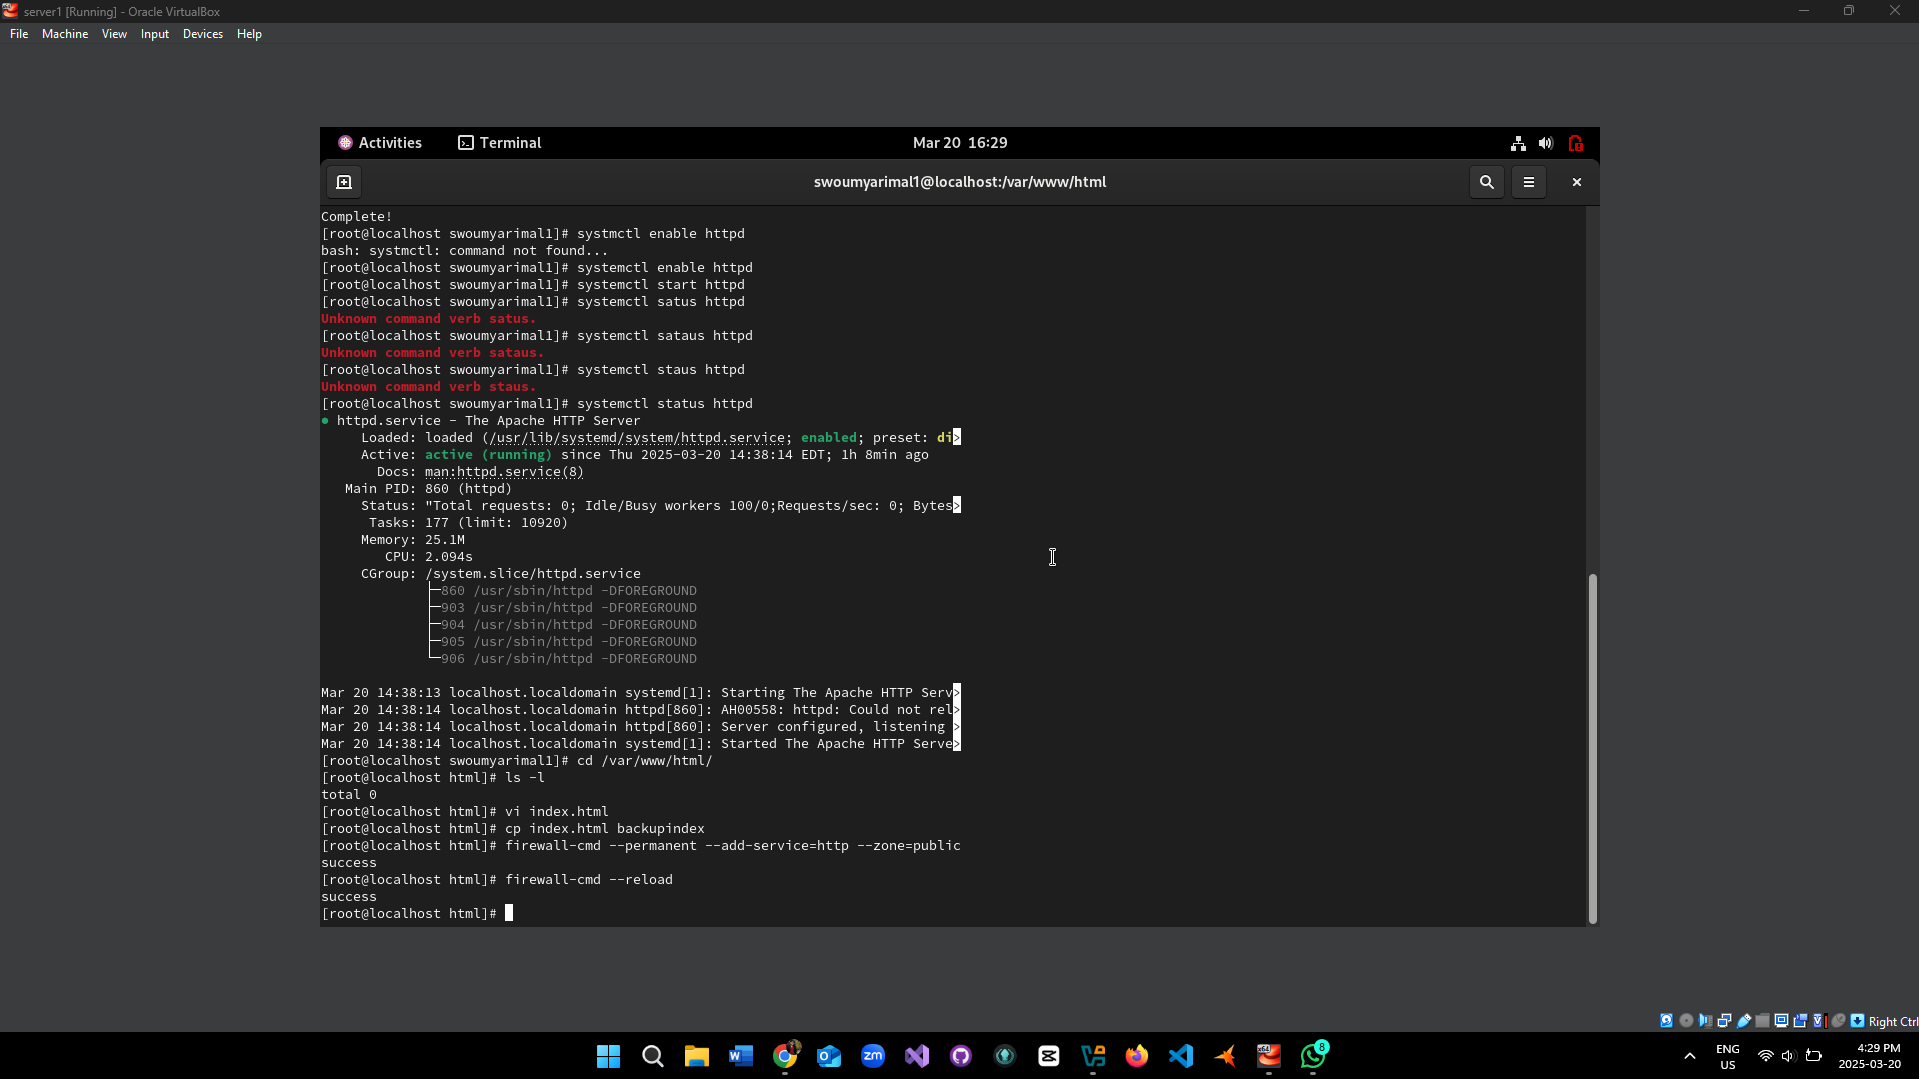 server1 [Running] - Oracle VirtualBox
File Machine View Input Devices Help
Activities Terminal Mar 20 16:29
swoumyarimal1@localhost:/var/www/html
Complete!
[root@localhost swoumyarimal1]# systmctl enable httpd
bash: systmctl: command not found...
[root@localhost swoumyarimal1]# systemctl enable httpd
[root@localhost swoumyarimal1]# systemctl start httpd
[root@localhost swoumyarimal1]# systemctl satus httpd
Unknown command verb satus.
[root@localhost swoumyarimal1]# systemctl sataus httpd
Unknown command verb sataus.
[root@localhost swoumyarimal1]# systemctl staus httpd
Unknown command verb staus.
[root@localhost swoumyarimal1]# systemctl status httpd
● httpd.service - The Apache HTTP Server
Loaded: loaded (/usr/lib/systemd/system/httpd.service; enabled; preset: di>
Active: active (running) since Thu 2025-03-20 14:38:14 EDT; 1h 8min ago
Docs: man:httpd.service(8)
Main PID: 860 (httpd)
Status: "Total requests: 0; Idle/Busy workers 100/0;Requests/sec: 0; Bytes>
Tasks: 177 (limit: 10920)
Memory: 25.1M
CPU: 2.094s
CGroup: /system.slice/httpd.service
├─860 /usr/sbin/httpd -DFOREGROUND
├─903 /usr/sbin/httpd -DFOREGROUND
├─904 /usr/sbin/httpd -DFOREGROUND
├─905 /usr/sbin/httpd -DFOREGROUND
└─906 /usr/sbin/httpd -DFOREGROUND
Mar 20 14:38:13 localhost.localdomain systemd[1]: Starting The Apache HTTP Serv>
Mar 20 14:38:14 localhost.localdomain httpd[860]: AH00558: httpd: Could not rel>
Mar 20 14:38:14 localhost.localdomain httpd[860]: Server configured, listening >
Mar 20 14:38:14 localhost.localdomain systemd[1]: Started The Apache HTTP Serve>
[root@localhost swoumyarimal1]# cd /var/www/html/
[root@localhost html]# ls -l
total 0
[root@localhost html]# vi index.html
[root@localhost html]# cp index.html backupindex
[root@localhost html]# firewall-cmd --permanent --add-service=http --zone=public
success
[root@localhost html]# firewall-cmd --reload
success
[root@localhost html]#
Right Ctrl
zm
8
ENG
US
4:29 PM
2025-03-20